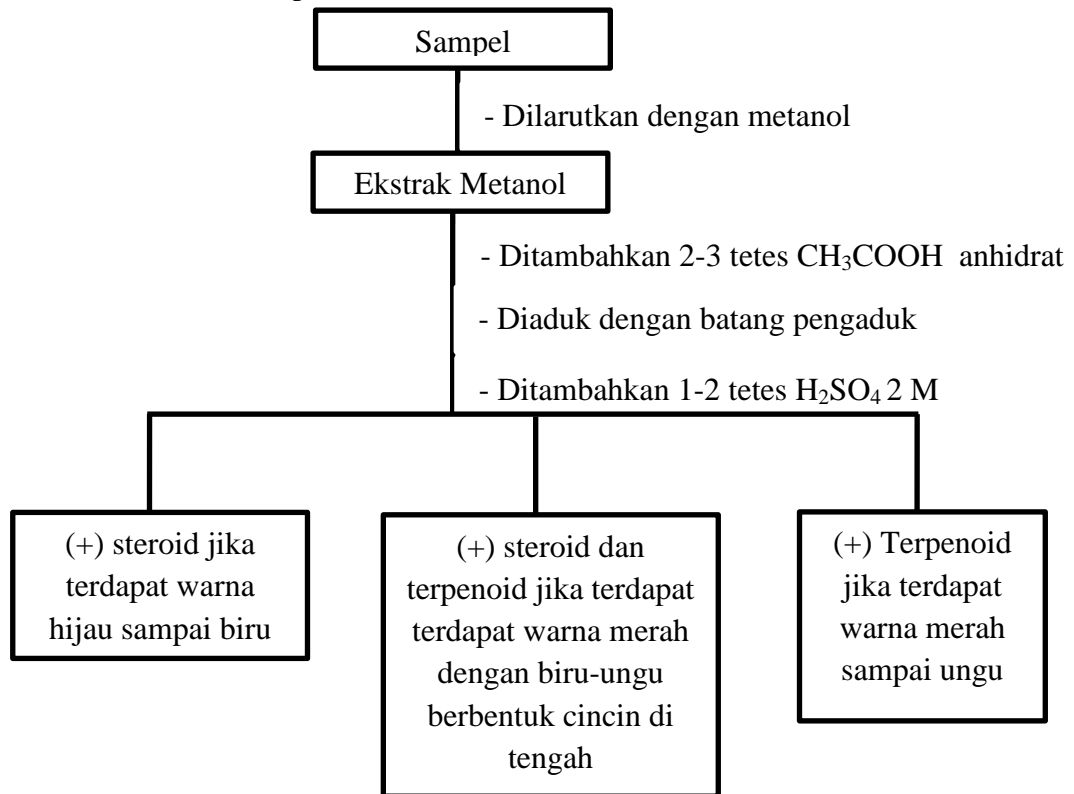 Sampel
- Dilarutkan dengan metanol
Ekstrak Metanol
- Ditambahkan 2-3 tetes CH₃COOH anhidrat
- Diaduk dengan batang pengaduk
- Ditambahkan 1-2 tetes H₂SO₄ 2 M
(+) steroid jika
terdapat warna
hijau sampai biru
(+) steroid dan
terpenoid jika terdapat
terdapat warna merah
dengan biru-ungu
berbentuk cincin di
tengah
(+) Terpenoid
jika terdapat
warna merah
sampai ungu